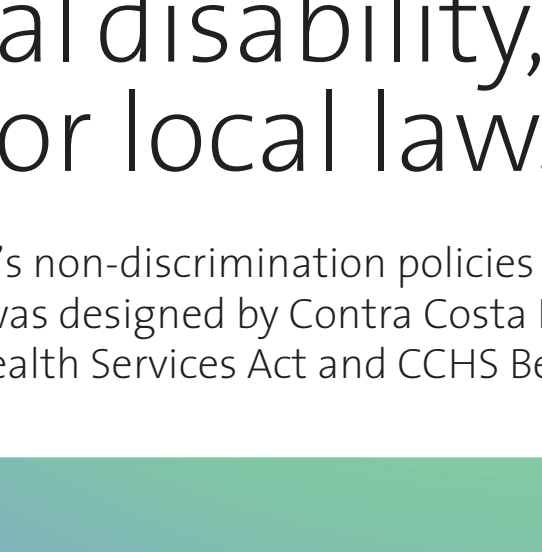 al disability,
or local law.
's non-discrimination policies
was designed by Contra Costa
ealth Services Act and CCHS Be